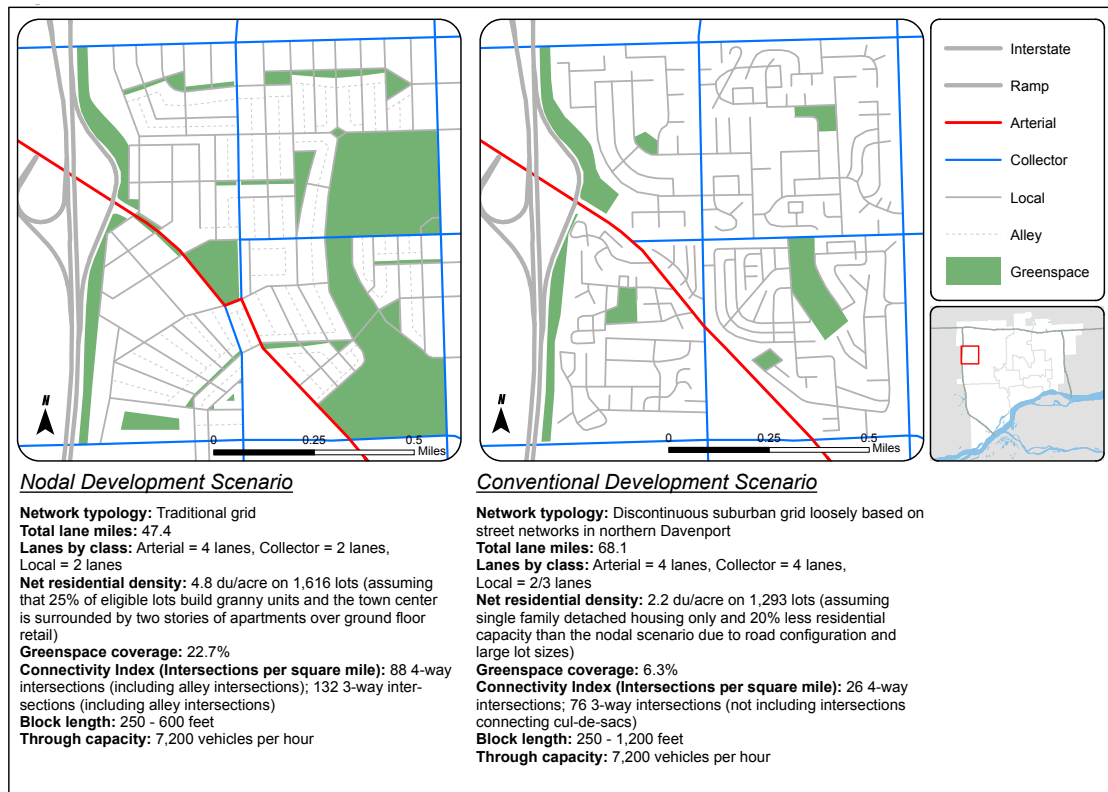 N
0
0.25
0.5
Miles
N
0
0.25
0.5
Miles
Interstate
Ramp
Arterial
Collector
Local
Alley
Greenspace
Nodal Development Scenario
Network typology: Traditional grid
Total lane miles: 47.4
Lanes by class: Arterial = 4 lanes, Collector = 2 lanes,
Local = 2 lanes
Net residential density: 4.8 du/acre on 1,616 lots (assuming
that 25% of eligible lots build granny units and the town center
is surrounded by two stories of apartments over ground floor
retail)
Greenspace coverage: 22.7%
Connectivity Index (Intersections per square mile): 88 4-way
intersections (including alley intersections); 132 3-way inter-
sections (including alley intersections)
Block length: 250 - 600 feet
Through capacity: 7,200 vehicles per hour
Conventional Development Scenario
Network typology: Discontinuous suburban grid loosely based on
street networks in northern Davenport
Total lane miles: 68.1
Lanes by class: Arterial = 4 lanes, Collector = 4 lanes,
Local = 2/3 lanes
Net residential density: 2.2 du/acre on 1,293 lots (assuming
single family detached housing only and 20% less residential
capacity than the nodal scenario due to road configuration and
large lot sizes)
Greenspace coverage: 6.3%
Connectivity Index (Intersections per square mile): 26 4-way
intersections; 76 3-way intersections (not including intersections
connecting cul-de-sacs)
Block length: 250 - 1,200 feet
Through capacity: 7,200 vehicles per hour